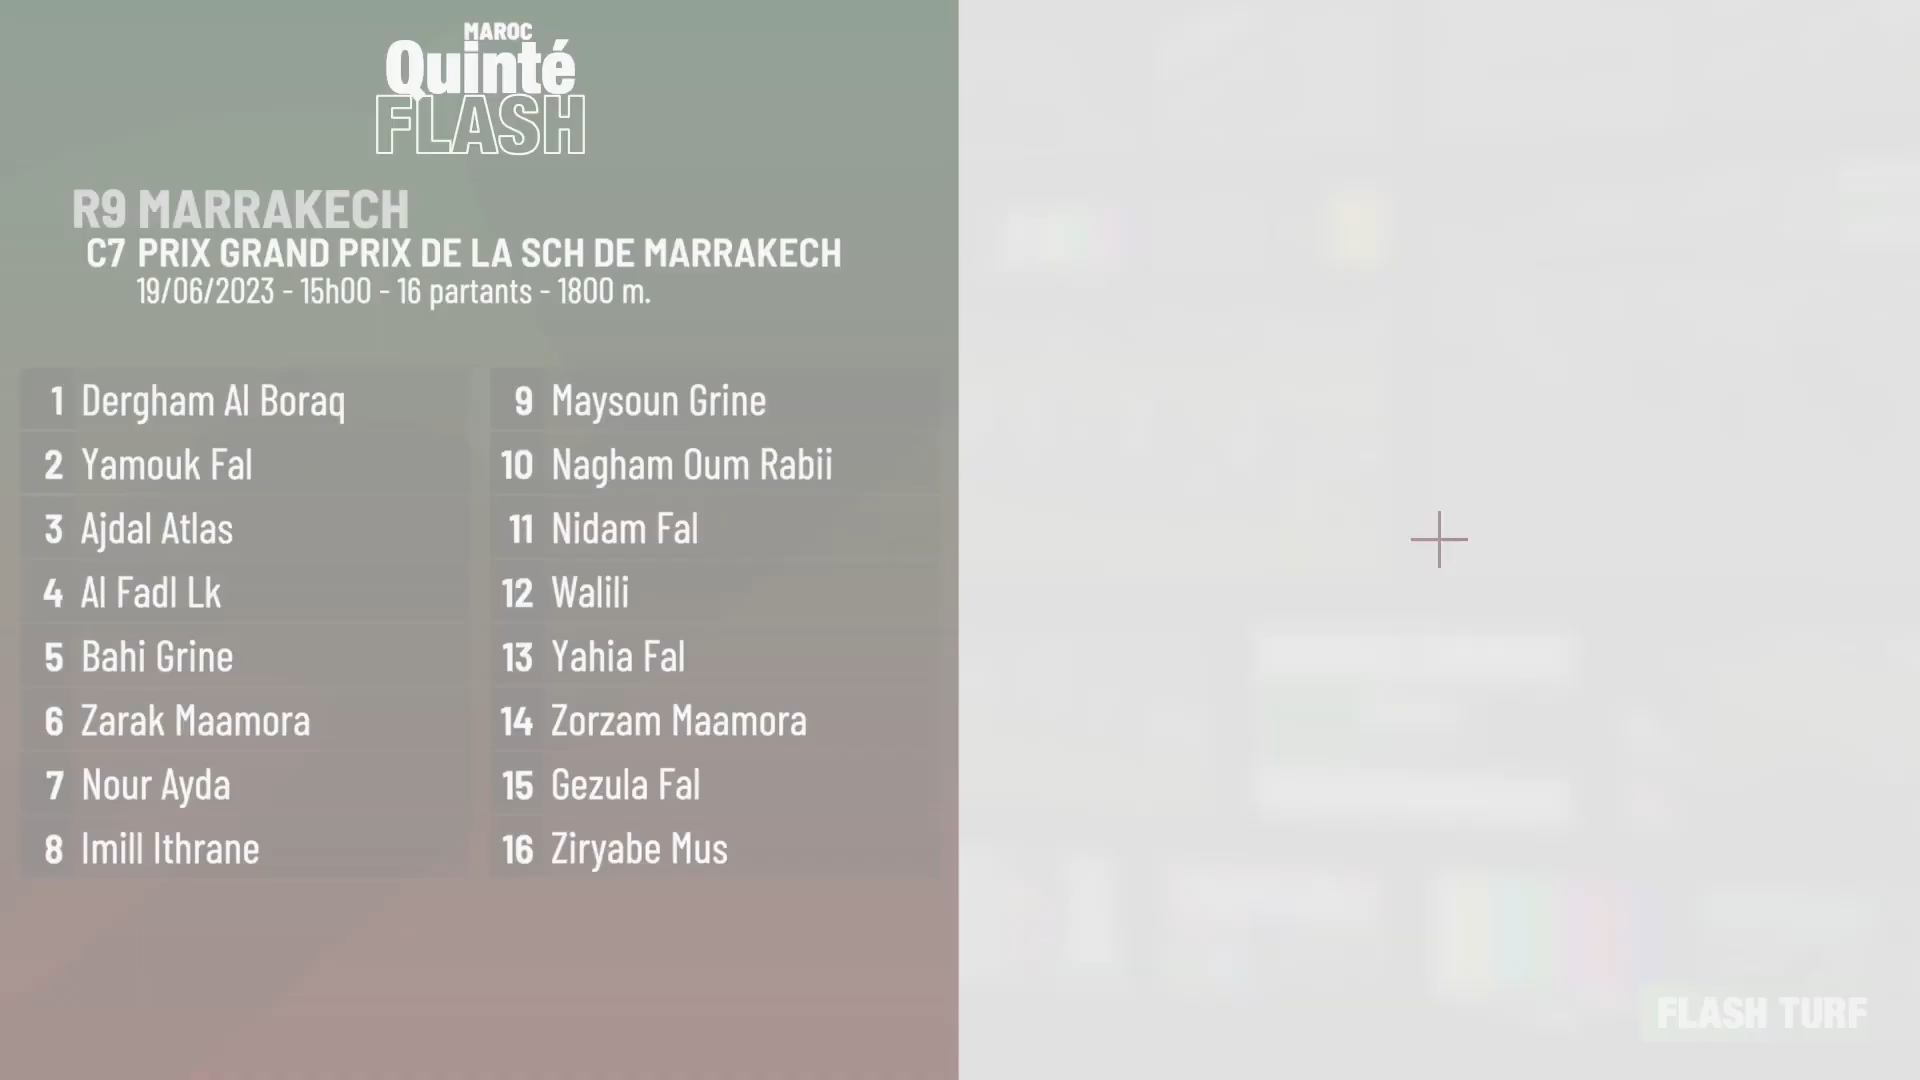 MAROC
Quinté
FLASH
R9 MARRAKECH
C7 PRIX GRAND PRIX DE LA SCH DE MARRAKECH
19/06/2023 - 15h00 - 16 partants - 1800 m.
1 Dergham Al Boraq
2 Yamouk Fal
3 Ajdal Atlas
4 Al Fadl Lk
5 Bahi Grine
6 Zarak Maamora
7 Nour Ayda
8 Imill Ithrane
9 Maysoun Grine
10 Nagham Oum Rabii
11 Nidam Fal
12 Walili
13 Yahia Fal
14 Zorzam Maamora
15 Gezula Fal
16 Ziryabe Mus
FLASH TURF